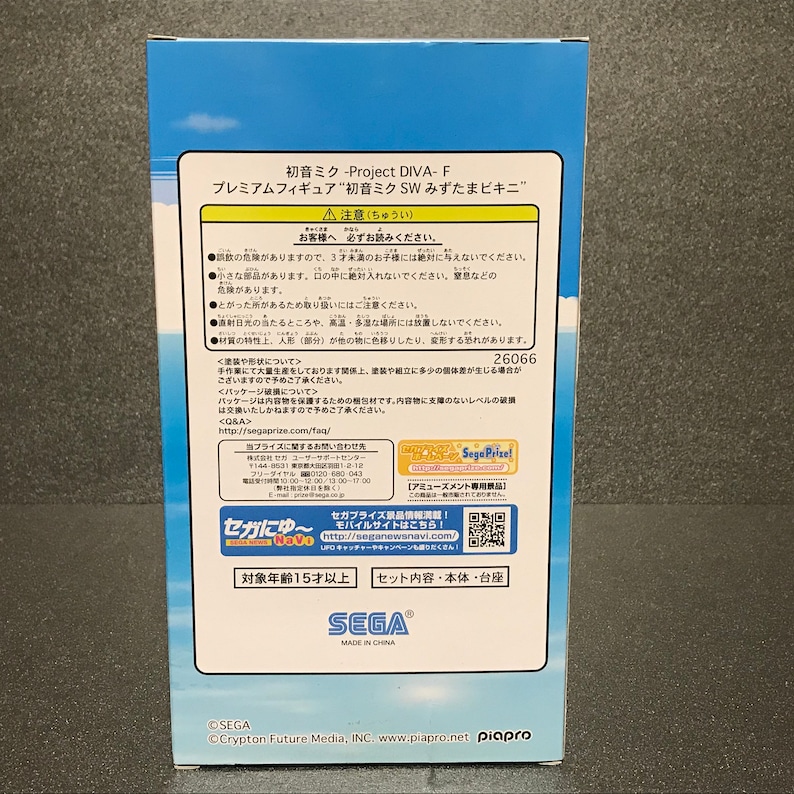 初音ミク -Project DIVA- F
プレミアムフィギュア“初音ミク SW みずたまビキニ”
⚠注意(ちゅうい)
お客様へ 必ずお読みください。
●誤飲の危険がありますので、3才未満のお子様には絶対に与えないでください。
●小さな部品があります。口の中に絶対入れないでください。窒息などの
危険があります。
●とがった所があるため取り扱いにはご注意ください。
●直射日光の当たるところや、高温・多湿な場所には放置しないでください。
●材質の特性上、人形(部分)が他の物に色移りしたり、変形する恐れがあります。
26066
<塗装や形状について>
手作業にて大量生産をしております関係上、塗装や組立に多少の個体差が生じる場合が
ございますので予めご了承ください。
<パッケージ破損について>
パッケージは内容物を保護するための梱包材です。内容物に支障のないレベルの破損
は交換いたしかねますので予めご了承ください。
<Q&A>
http://segaprize.com/faq/
当プライズに関するお問い合わせ先
株式会社 セガ ユーザーサポートセンター
〒144-8531 東京都大田区羽田1-2-12
フリーダイヤル 0120-680-043
電話受付時間 10:00~12:00/13:00~17:00
(弊社指定休日を除く)
E-mail : prize@sega.co.jp
セガプライズ
ホームページ
SegaPrize!
http://segaprize.com/
【アミューズメント専用景品】
この商品は一般市販されておりません。
セガにゅ~
SEGA NEWS NaVi
セガプライズ景品情報満載!
モバイルサイトはこちら!
http://seganewsnavi.com/
UFOキャッチャーやキャンペーンも盛りだくさん!
対象年齢15才以上
セット内容・本体・台座
SEGA®
MADE IN CHINA
©SEGA
©Crypton Future Media, INC. www.piapro.net piapro